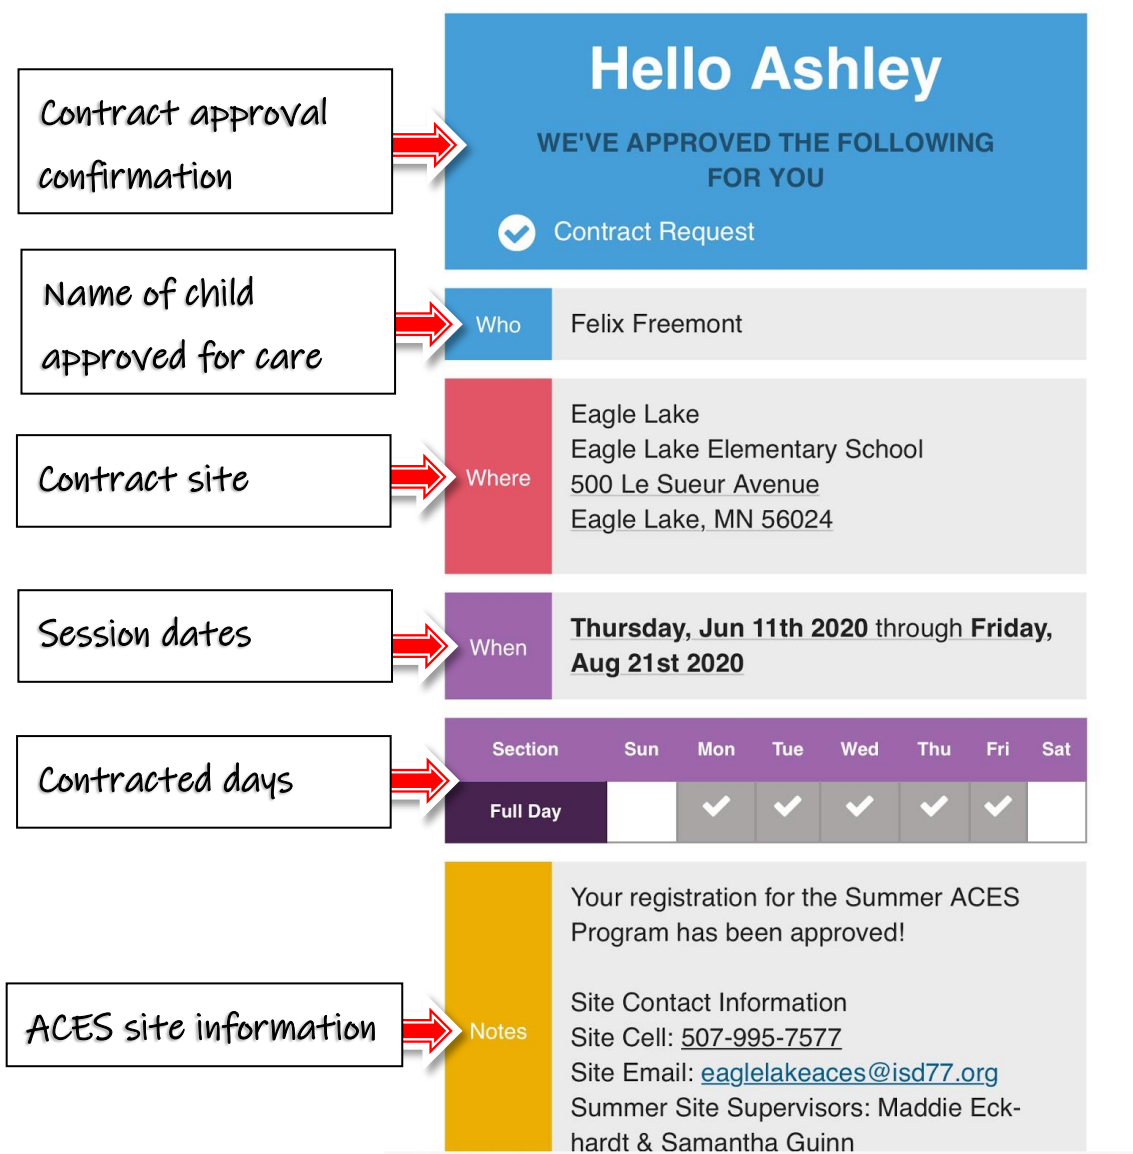 Hello Ashley
Contract approval
confirmation
WE'VE APPROVED THE FOLLOWING
FOR YOU
Contract Request
Name of child
approved for care
Who
Felix Freemont
Contract site
Where
Eagle Lake
Eagle Lake Elementary School
500 Le Sueur Avenue
Eagle Lake, MN 56024
Session dates
When
Thursday, Jun 11th 2020 through Friday,
Aug 21st 2020
Contracted days
Section Sun Mon Tue Wed Thu Fri Sat
Full Day
ACES site information
Notes
Your registration for the Summer ACES
Program has been approved!
Site Contact Information
Site Cell: 507-995-7577
Site Email: eaglelakeaces@isd77.org
Summer Site Supervisors: Maddie Eck-
hardt & Samantha Guinn